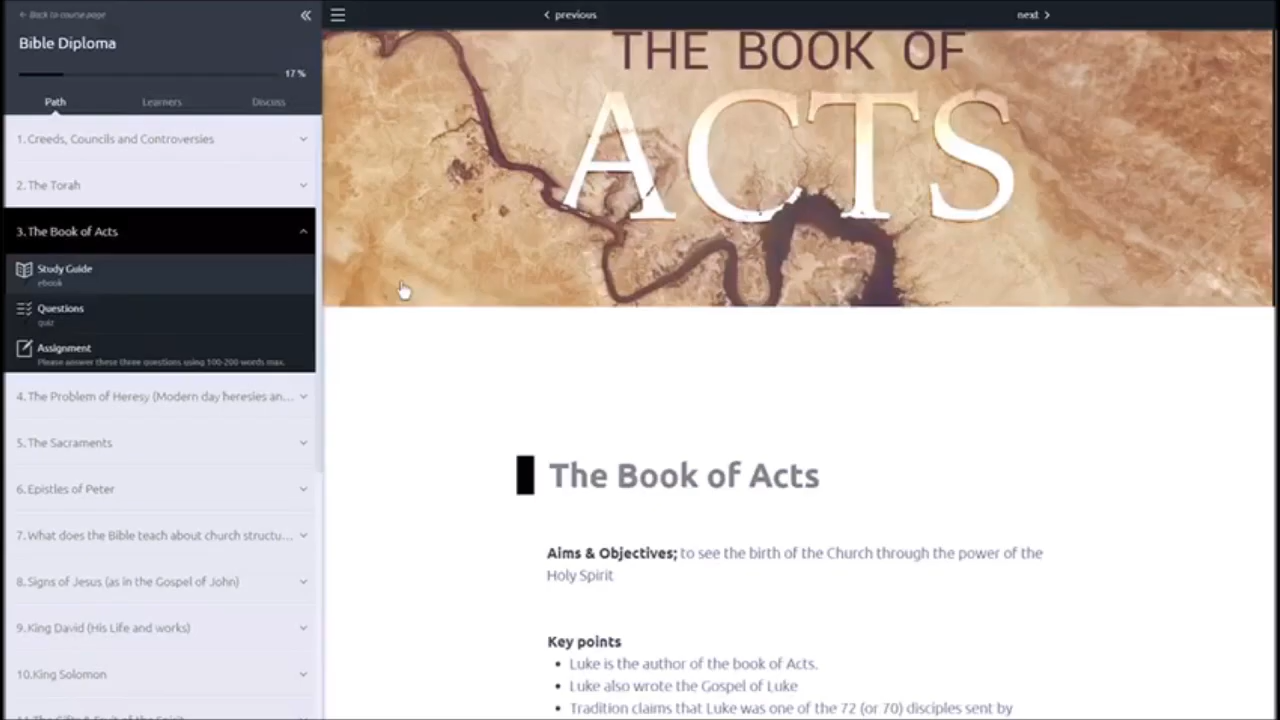 ← Back to course page
Bible Diploma
17 %
Path Learners Discuss
1. Creeds, Councils and Controversies
2. The Torah
3. The Book of Acts
Study Guide
ebook
Questions
quiz
Assignment
Please answer these three questions using 100-200 words max.
4. The Problem of Heresy (Modern day heresies an...
5. The Sacraments
6. Epistles of Peter
7. What does the Bible teach about church structu...
8. Signs of Jesus (as in the Gospel of John)
9. King David (His Life and works)
10. King Solomon
previous next
THE BOOK OF
ACTS
The Book of Acts
Aims & Objectives; to see the birth of the Church through the power of the
Holy Spirit
Key points
• Luke is the author of the book of Acts.
• Luke also wrote the Gospel of Luke
• Tradition claims that Luke was one of the 72 (or 70) disciples sent by